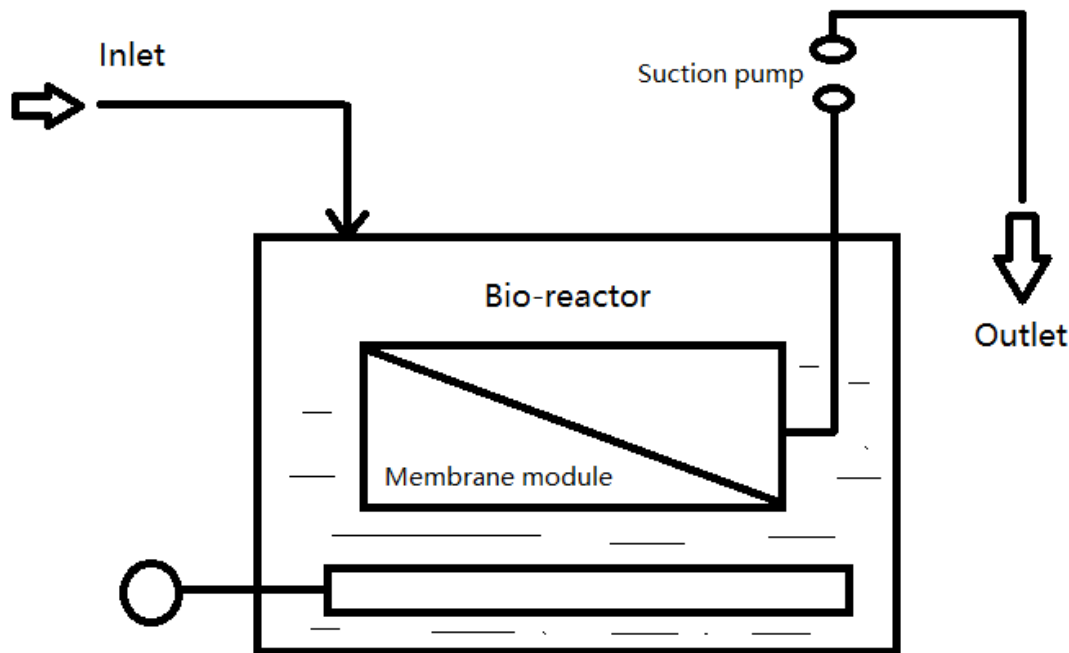 Inlet
Suction pump
Bio-reactor
Outlet
Membrane module